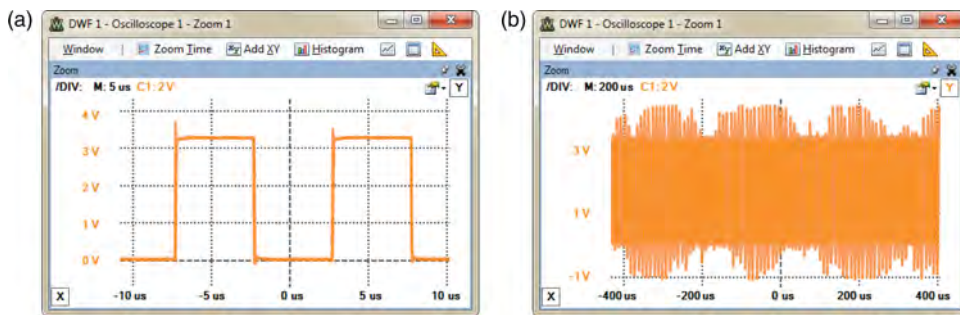 (a)
DWF 1 - Oscilloscope 1 - Zoom 1
Window Zoom Time Add XY Histogram
Zoom
/DIV: M: 5 us C1: 2 V Y
4 V
3 V
2 V
1 V
0 V
X -10 us -5 us 0 us 5 us 10 us
(b)
DWF 1 - Oscilloscope 1 - Zoom 1
Window Zoom Time Add XY Histogram
Zoom
/DIV: M: 200 us C1: 2 V Y
3 V
1 V
-1 V
X -400 us -200 us 0 us 200 us 400 us